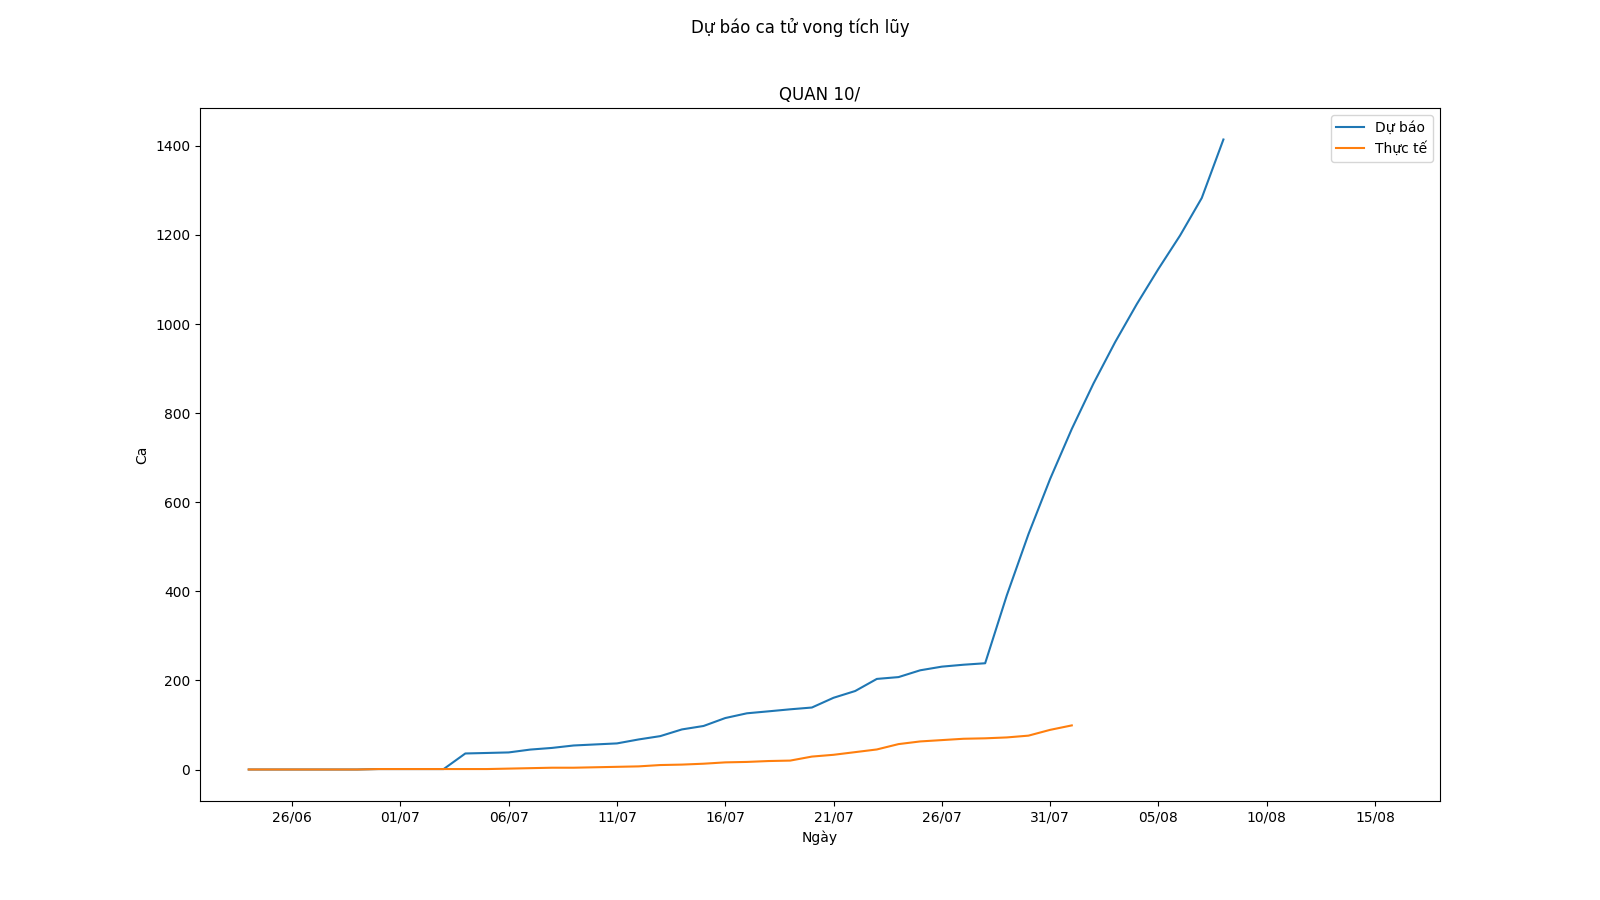 Dự báo ca tử vong tích lũy
QUAN 10/
Dự báo
Thực tế
1400
1200
1000
800
600
400
200
0
Ca
26/06 01/07 06/07 11/07 16/07 21/07 26/07 31/07 05/08 10/08 15/08
Ngày